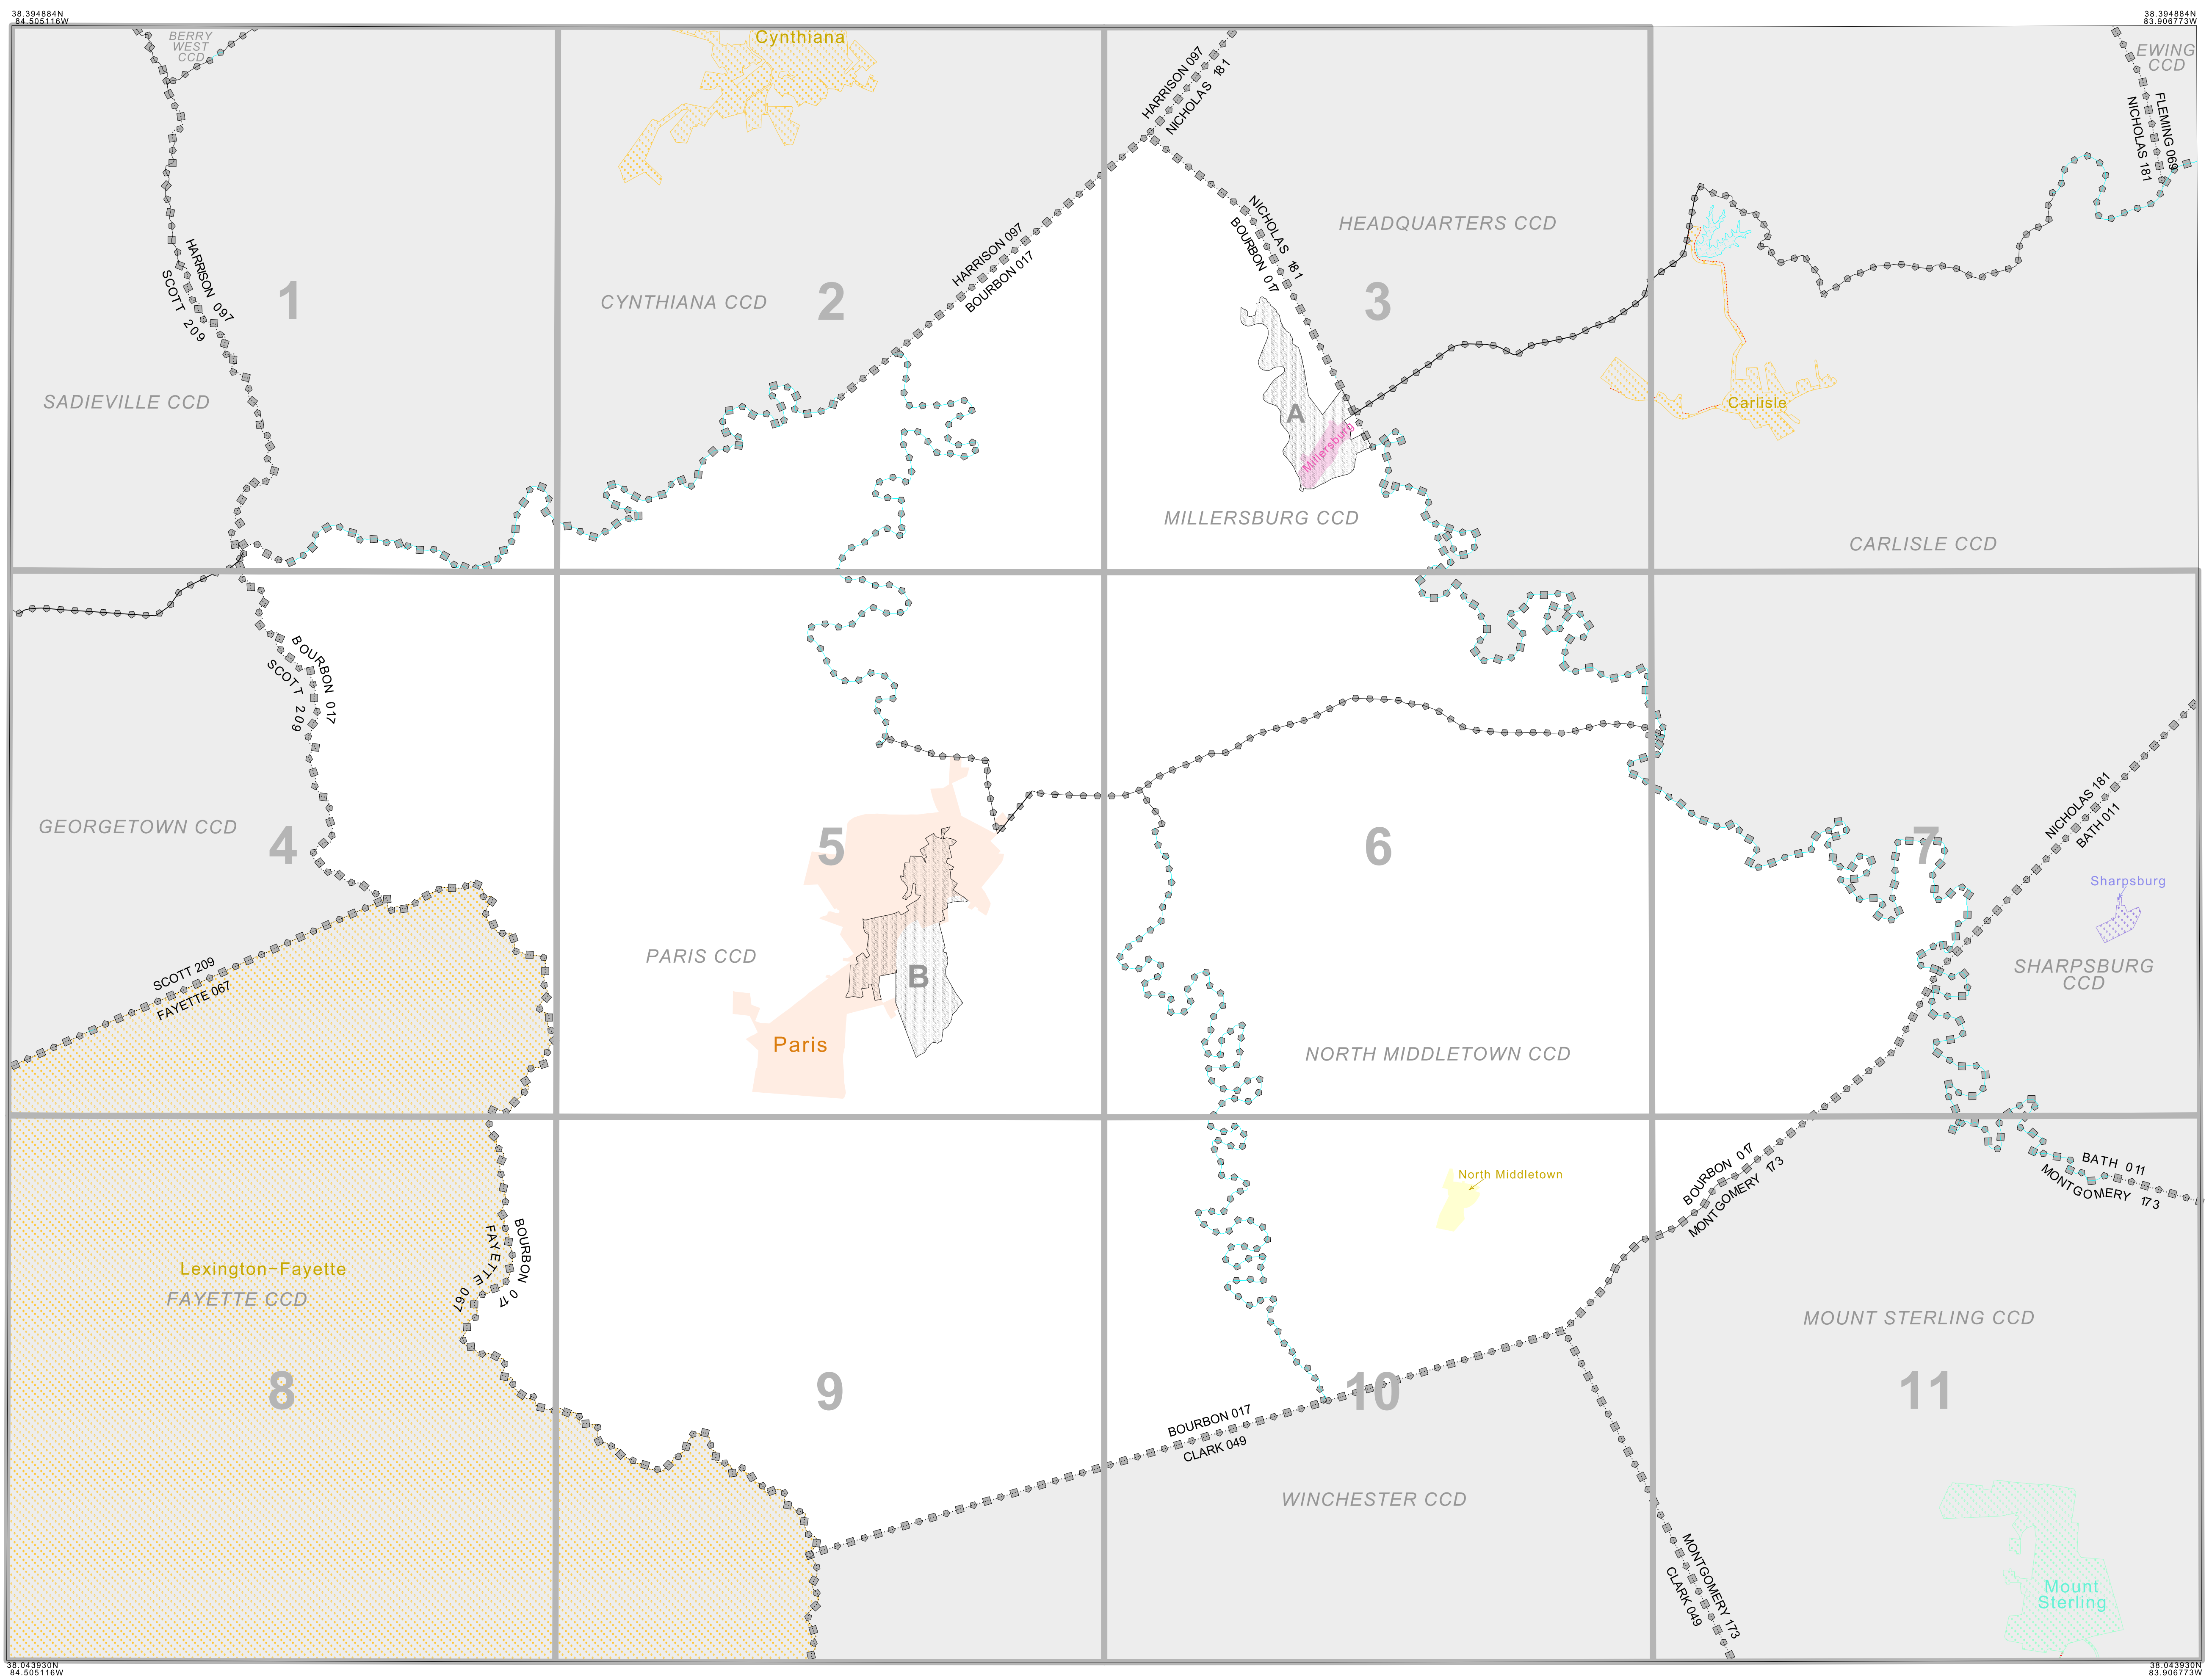 38.394884N
84.505116W
38.394884N
83.906773W
BERRY
WEST
CCD
Cynthiana
HARRISON 097
NICHOLAS 181
EWING
CCD
FLEMING 069
NICHOLAS 181
HARRISON 097
SCOTT 209
1
CYNTHIANA CCD
2
HARRISON 097
BOURBON 017
NICHOLAS 181
BOURBON 017
HEADQUARTERS CCD
3
SADIEVILLE CCD
A
Millersburg
Carlisle
MILLERSBURG CCD
CARLISLE CCD
BOURBON 017
SCOTT 209
GEORGETOWN CCD
4
5
6
7
NICHOLAS 181
BATH 011
Sharpsburg
SCOTT 209
FAYETTE 067
PARIS CCD
B
Paris
NORTH MIDDLETOWN CCD
SHARPSBURG
CCD
BOURBON 017
FAYETTE 067
Lexington-Fayette
FAYETTE CCD
North Middletown
BOURBON 017
MONTGOMERY 173
BATH 011
MONTGOMERY 173
MOUNT STERLING CCD
8
9
10
11
BOURBON 017
CLARK 049
WINCHESTER CCD
MONTGOMERY 173
CLARK 049
Mount
Sterling
38.043930N
84.505116W
38.043930N
83.906773W